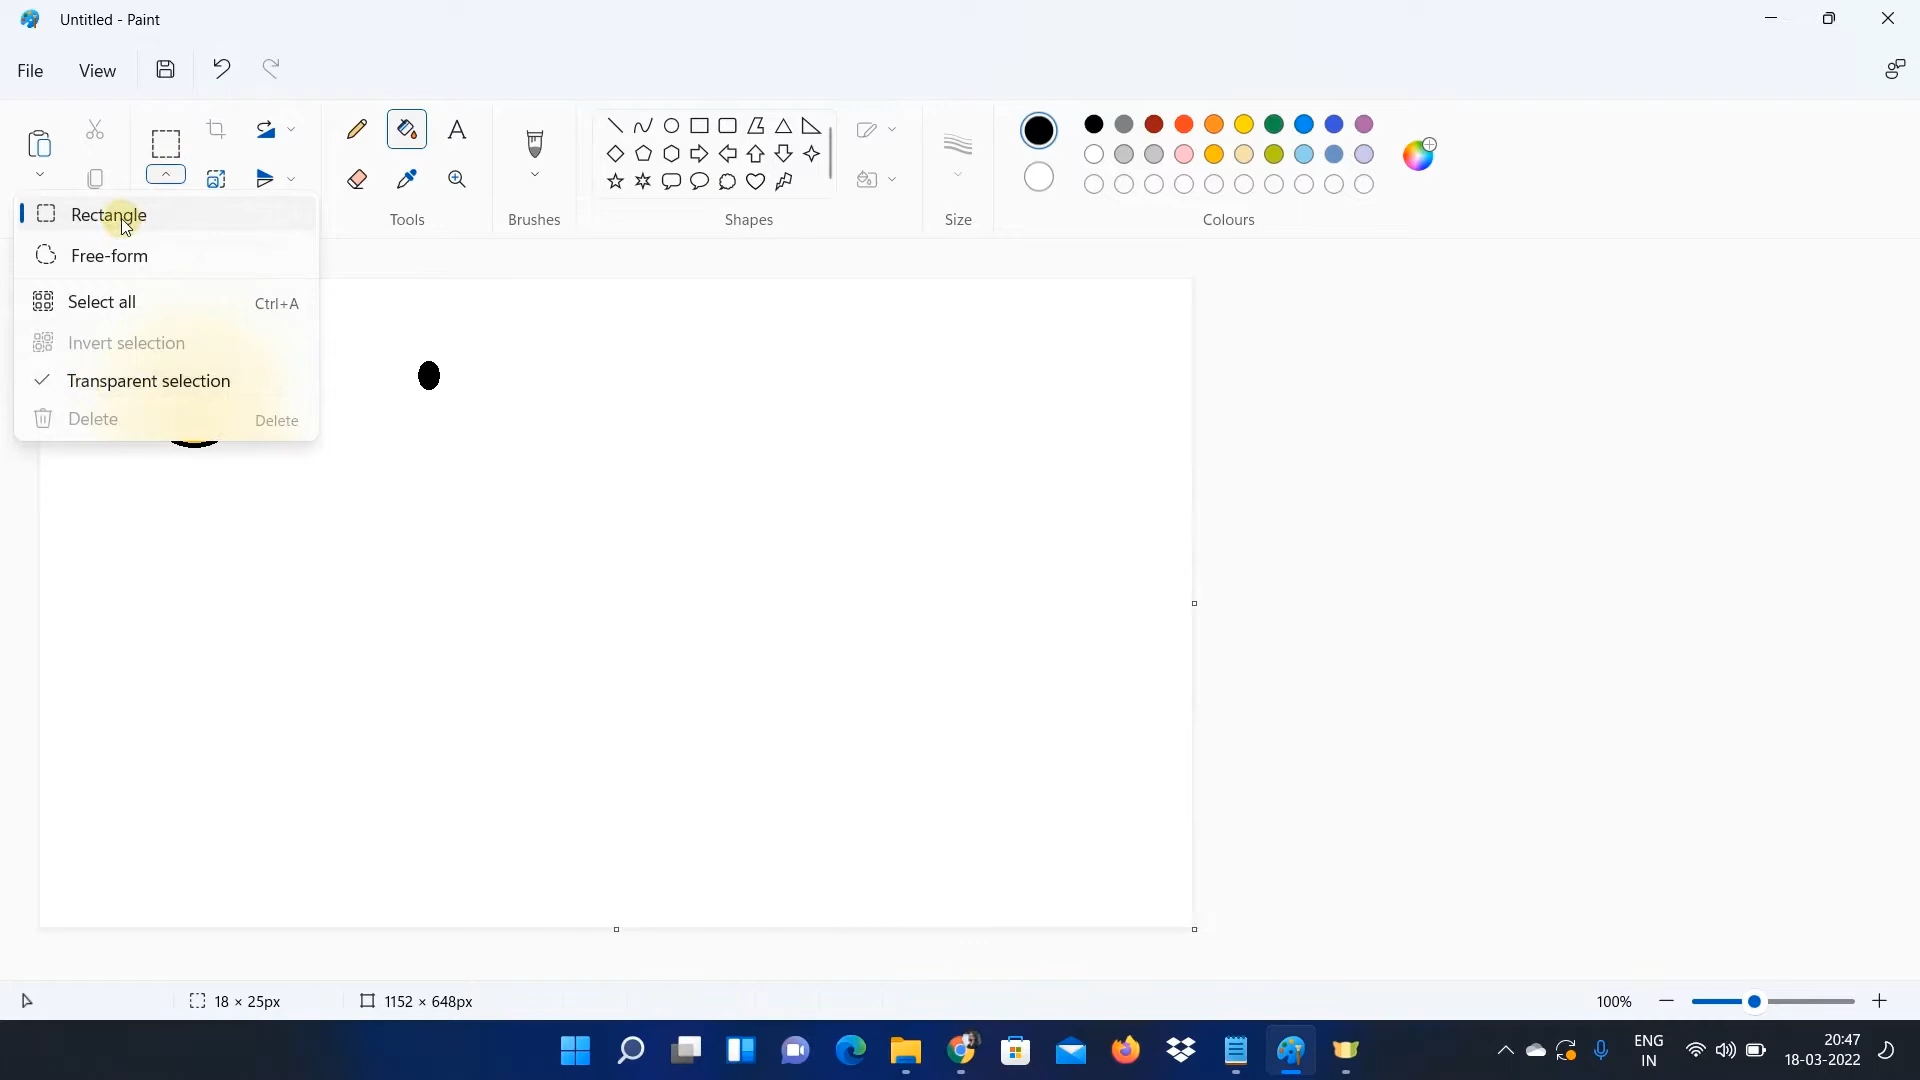 Untitled - Paint
File View
Tools
Brushes
Shapes
Size
Colours
Rectangle
Free-form
Select all Ctrl+A
Invert selection
Transparent selection
Delete Delete
18 × 25px 1152 × 648px 100%
ENG 20:47
IN 18-03-2022